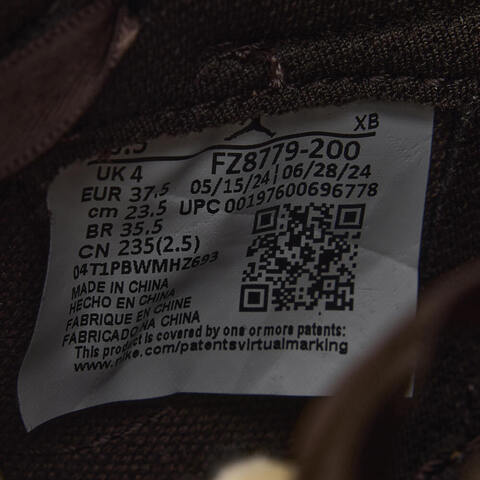 XB
UK 4
FZ8779-200
EUR 37.5
05/15/24 06/28/24
cm 23.5
UPC 00197600696778
BR 35.5
CN 235(2.5)
04T1PBWMHZ693
MADE IN CHINA
HECHO EN CHINA
FABRIQUE EN CHINE
FABRICADO NA CHINA
This product is covered by one or more patents:
www.nike.com/patentsvirtualmarking